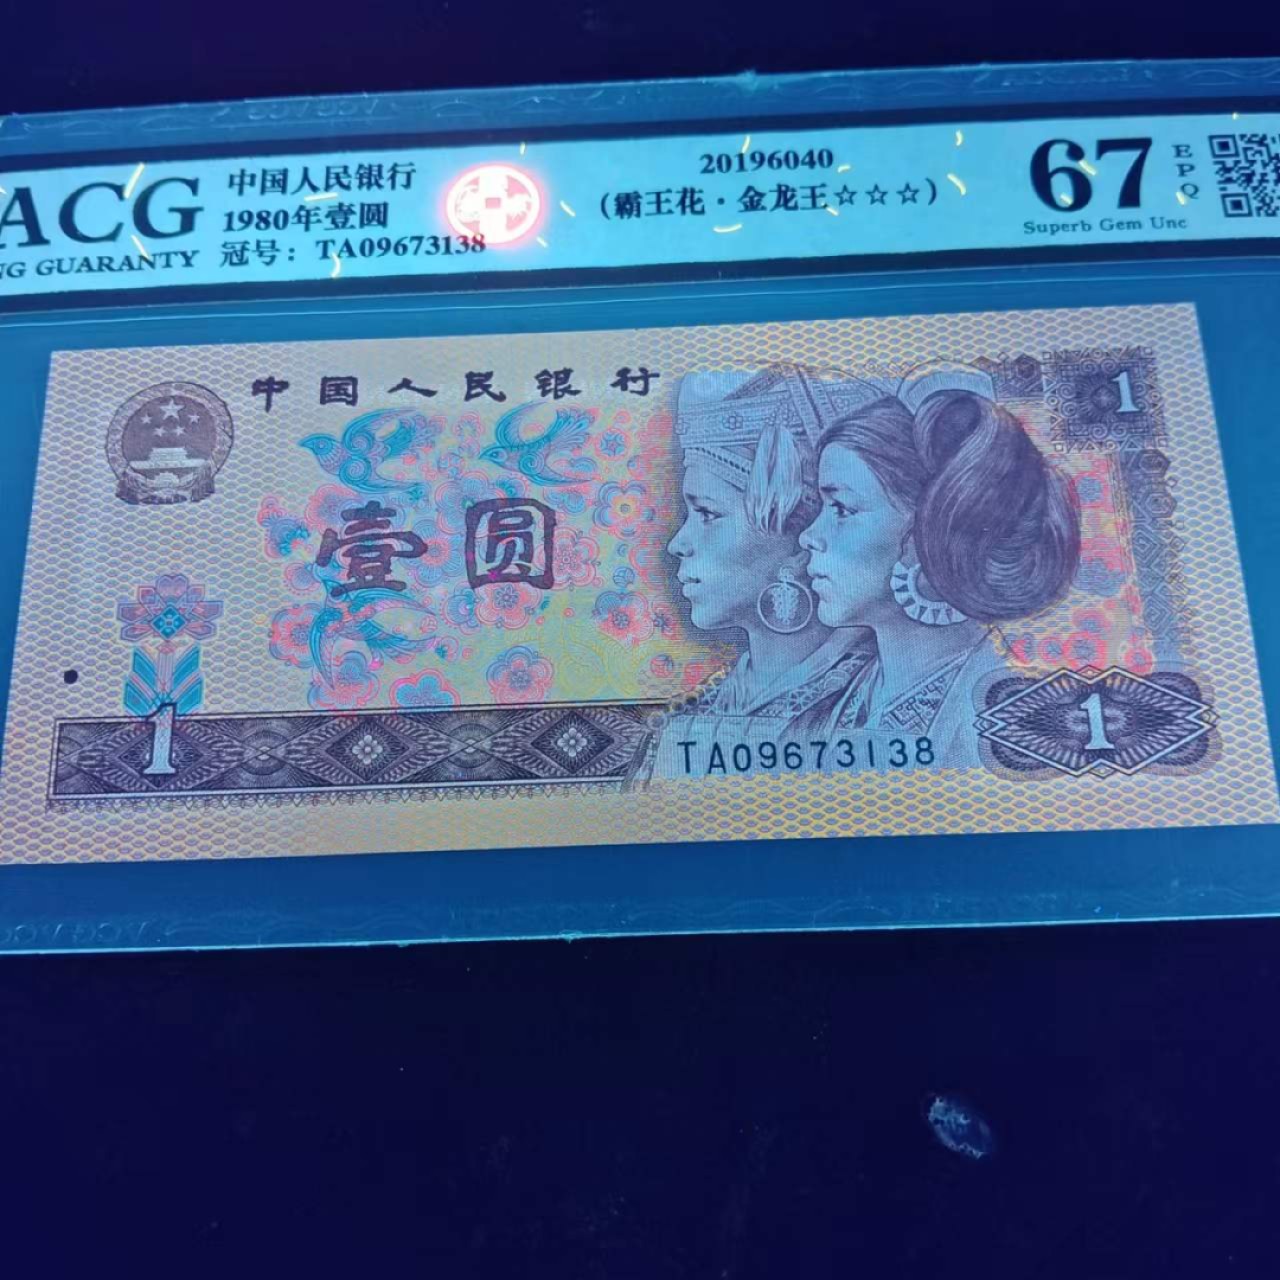 ACG
NG GUARANTY
中国人民银行
1980年壹圆
冠号：TA09673138
20196040
（霸王花·金龙王☆☆☆）
67
EPQ
Superb Gem Unc
中国人民银行
1
壹圆
1
TA09673138
1